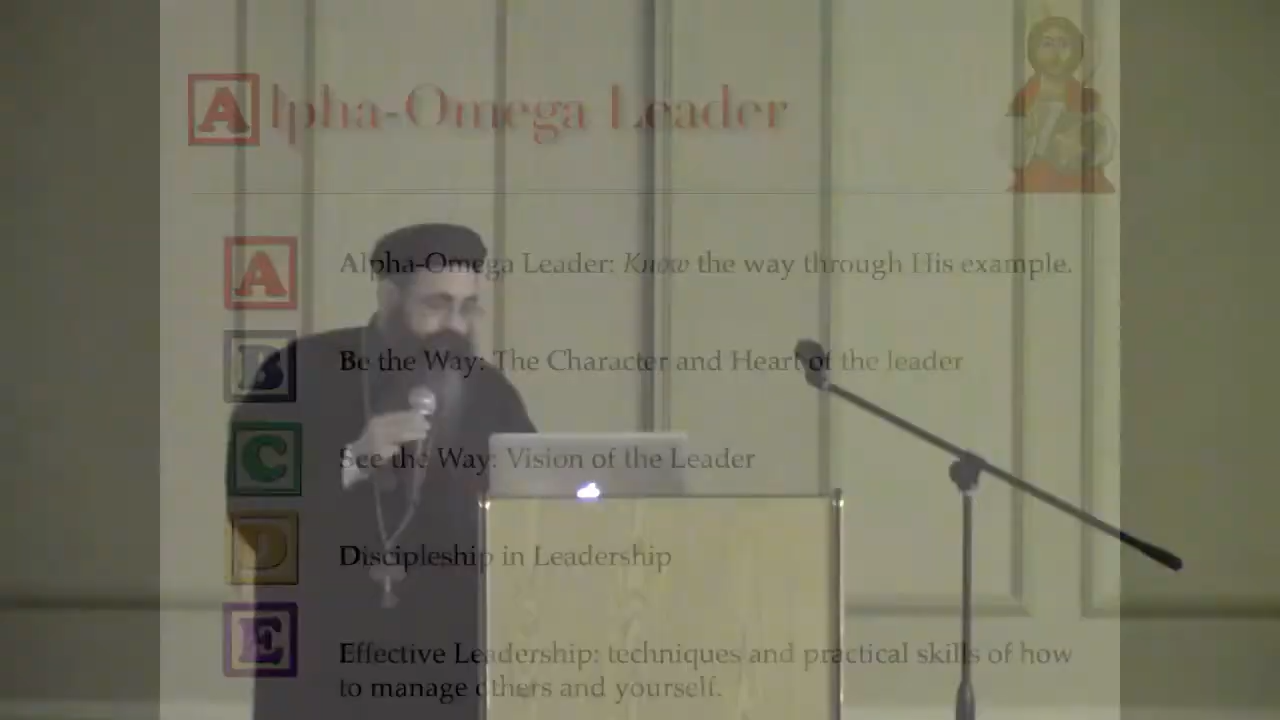 Alpha-Omega Leader
A Alpha-Omega Leader: Know the way through His example.
B Be the Way: The Character and Heart of the leader
C See the Way: Vision of the Leader
D Discipleship in Leadership
E Effective Leadership: techniques and practical skills of how
to manage others and yourself.